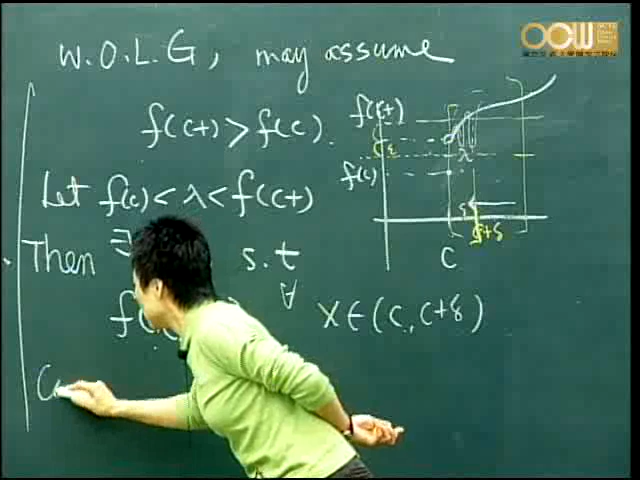 W.O.L.G, may assume
f(c+) > f(c).
Let f(c) < λ < f(c+)
Then ∃ s.t
∀ x ∈ (c, c+δ)
f(c+)
ε
f(c)
λ
c+δ
C
OCW